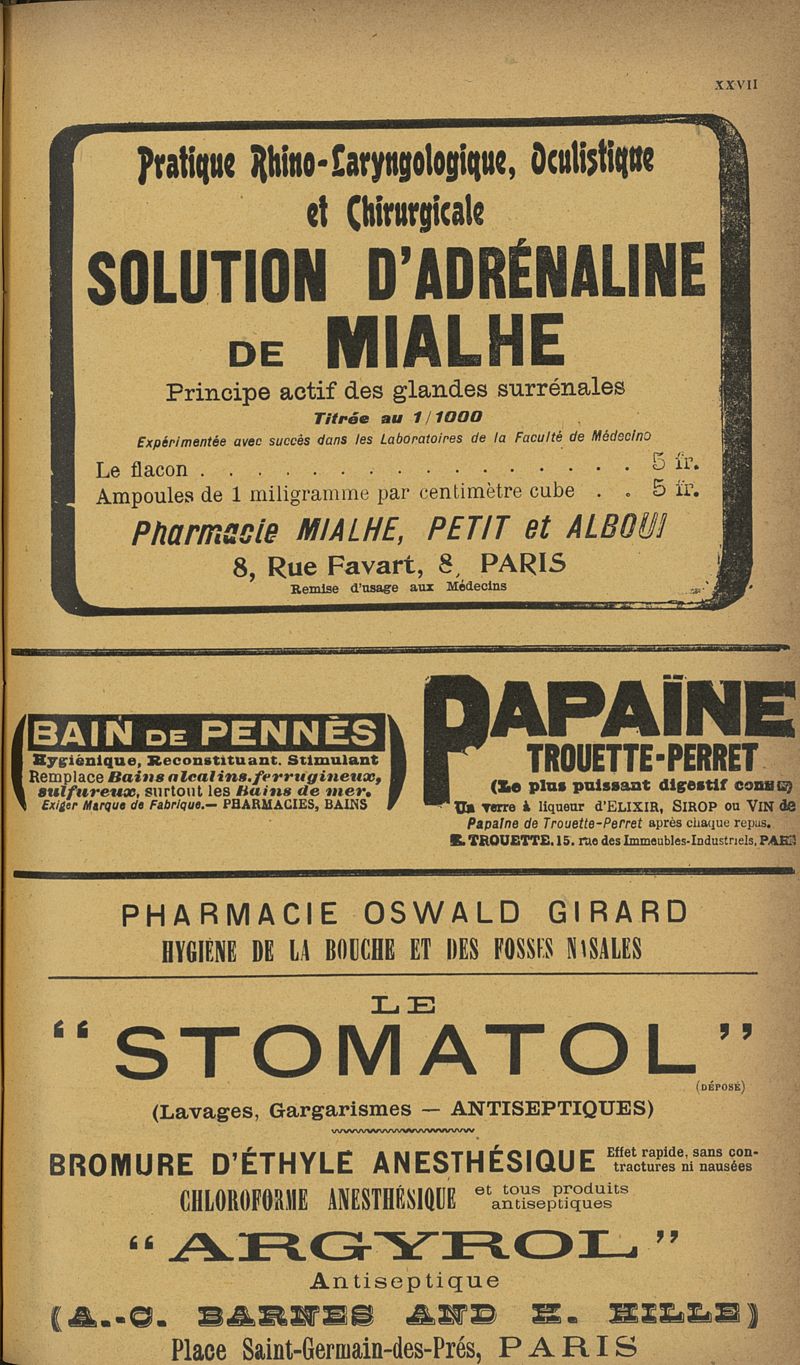 XXVII
Pratique Rhino-Laryngologique, Oculistique
et Chirurgicale
SOLUTION D'ADRÉNALINE
DE MIALHE
Principe actif des glandes surrénales
Titrée au 1/1000
Expérimentée avec succès dans les Laboratoires de la Faculté de Médecine
Le flacon . . . . . . . . . . . . . . . . 5 fr.
Ampoules de 1 miligramme par centimètre cube . . 5 fr.
Pharmacie MIALHE, PETIT et ALBOUI
8, Rue Favart, 8, PARIS
Remise d'usage aux Médecins
BAIN DE PENNÈS
Hygiénique, Reconstituant. Stimulant
Remplace Bains alcalins.ferrugineux,
sulfureux, surtout les Bains de mer.
Exiger Marque de Fabrique.— PHARMACIES, BAINS
PAPAÏNE
TROUETTE-PERRET
(Le plus puissant digestif
Un verre à liqueur d'ELIXIR, SIROP ou VIN de
Papaïne de Trouette-Perret après chaque repas.
E. TROUETTE, 15. rue des Immeubles-Industriels,
PHARMACIE OSWALD GIRARD
HYGIÈNE DE LA BOUCHE ET DES FOSSES NASALES
LE
“STOMATOL”
(DÉPOSÉ)
(Lavages, Gargarismes — ANTISEPTIQUES)
BROMURE D'ÉTHYLE ANESTHÉSIQUE Effet rapide, sans con-
tractures ni nausées
CHLOROFORME ANESTHÉSIQUE et tous produits
antiseptiques
“ARGYROL”
Antiseptique
(A.-C. BARNES AND H. HILLE)
Place Saint-Germain-des-Prés, PARIS